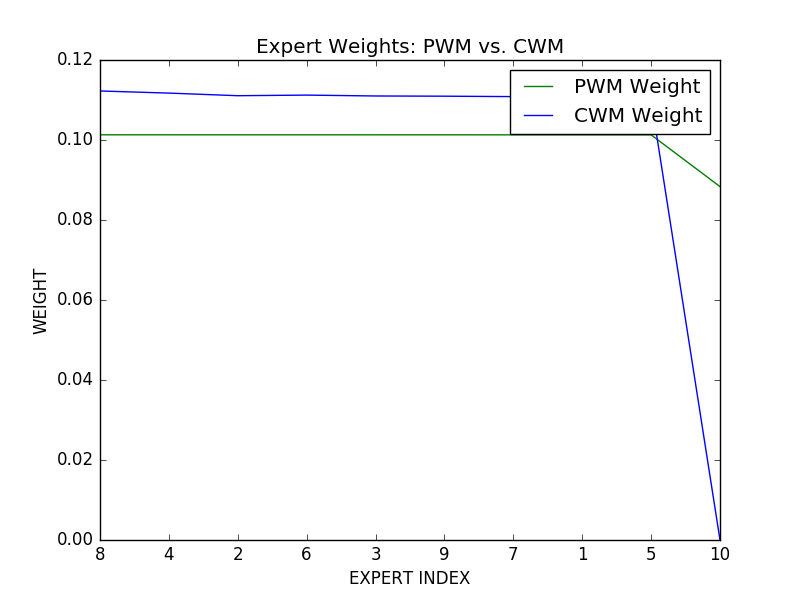 Expert Weights: PWM vs. CWM
0.12
0.10
0.08
0.06
0.04
0.02
0.00
WEIGHT
PWM Weight
CWM Weight
8 4 2 6 3 9 7 1 5 10
EXPERT INDEX